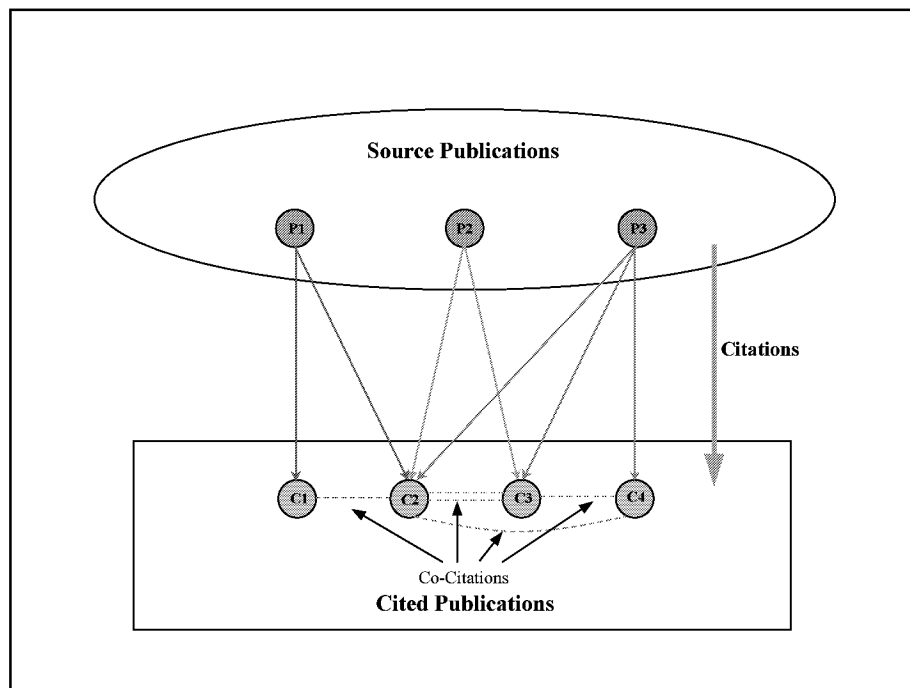 Source Publications
P1 P2 P3
Citations
C1 C2 C3 C4
Co-Citations
Cited Publications